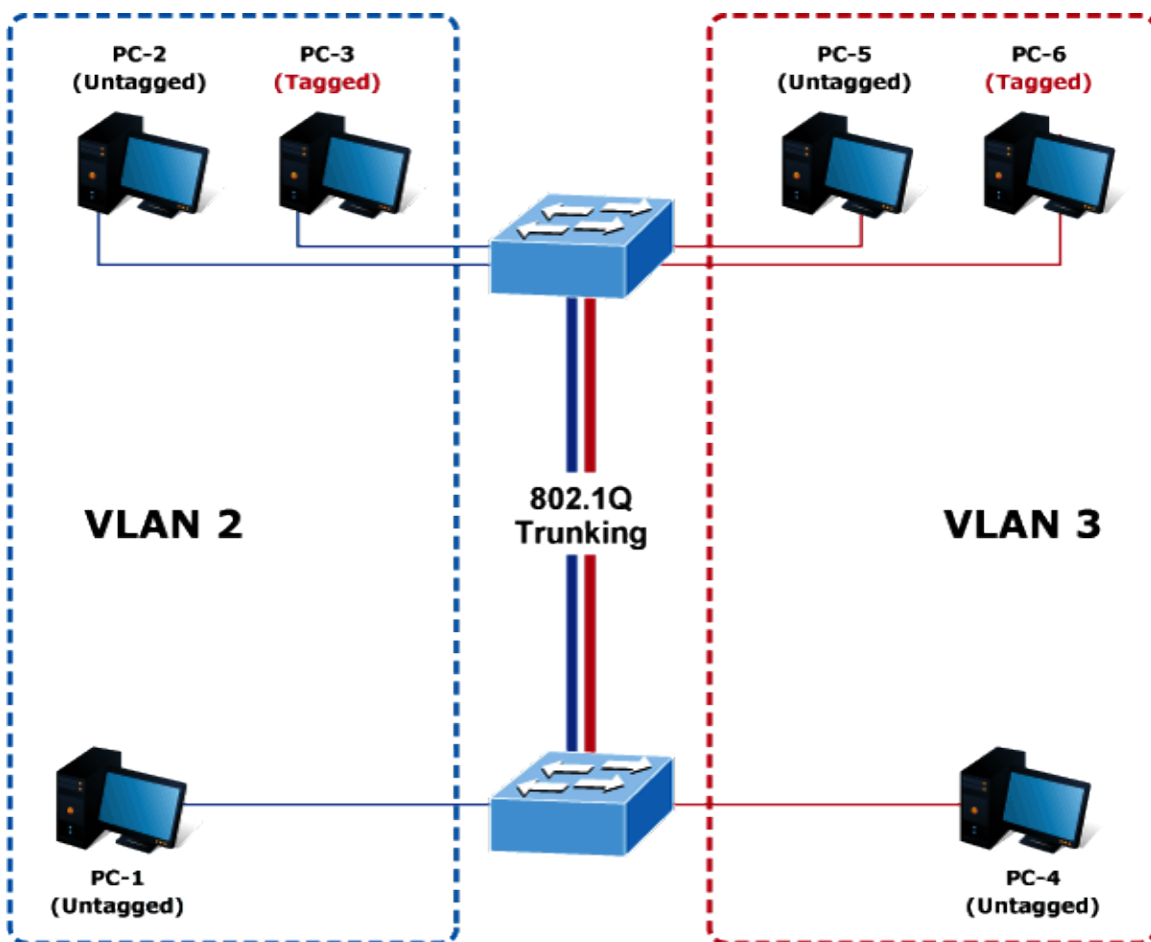 PC-2
(Untagged)
PC-3
(Tagged)
PC-5
(Untagged)
PC-6
(Tagged)
VLAN 2
802.1Q
Trunking
VLAN 3
PC-1
(Untagged)
PC-4
(Untagged)